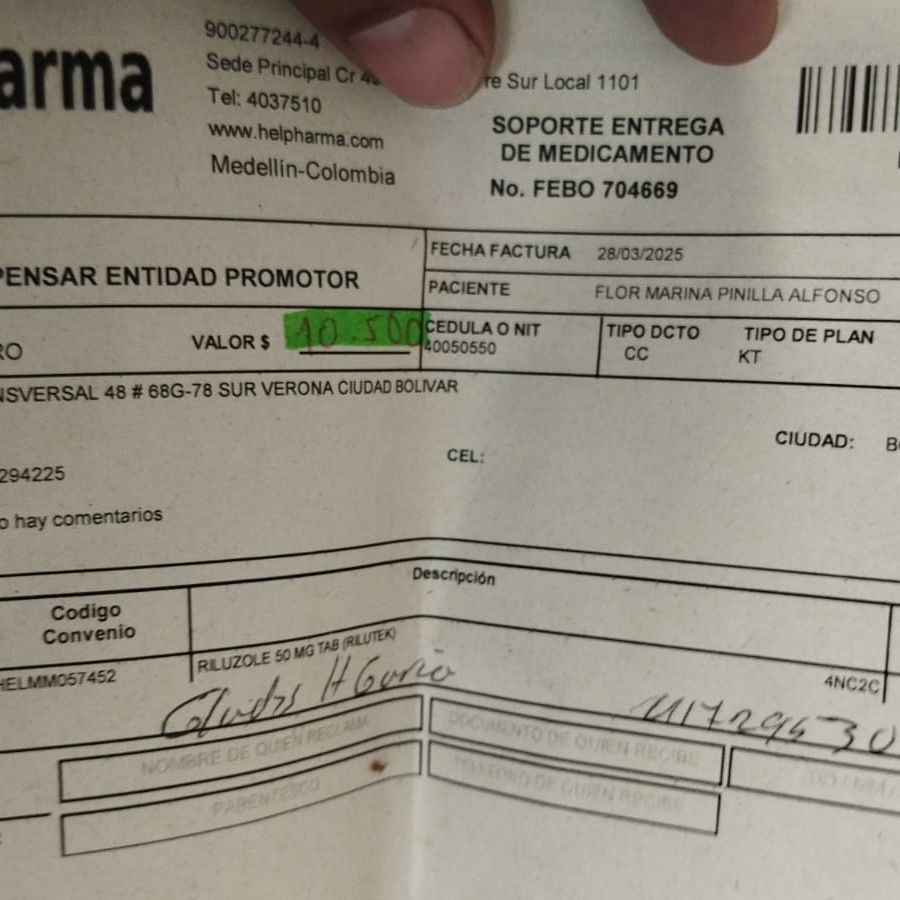 arma
900277244-4
Sede Principal Cr re Sur Local 1101
Tel: 4037510
www.helpharma.com
Medellín-Colombia
SOPORTE ENTREGA
DE MEDICAMENTO
No. FEBO 704669
FECHA FACTURA 28/03/2025
PENSAR ENTIDAD PROMOTOR
PACIENTE FLOR MARINA PINILLA ALFONSO
RO VALOR $ 10.500
CEDULA O NIT TIPO DCTO TIPO DE PLAN
40050550 CC KT
NSVERSAL 48 # 68G-78 SUR VERONA CIUDAD BOLIVAR
CIUDAD: B
294225 CEL:
o hay comentarios
Descripción
Codigo
Convenio
HELMM057452 RILUZOLE 50 MG TAB (RILUTEK) 4NC2C
NOMBRE DE QUIEN RECLAMA DOCUMENTO DE QUIEN RECIBE DD / MM /
PARENTESCO TELEFONO DE QUIEN RECIBE